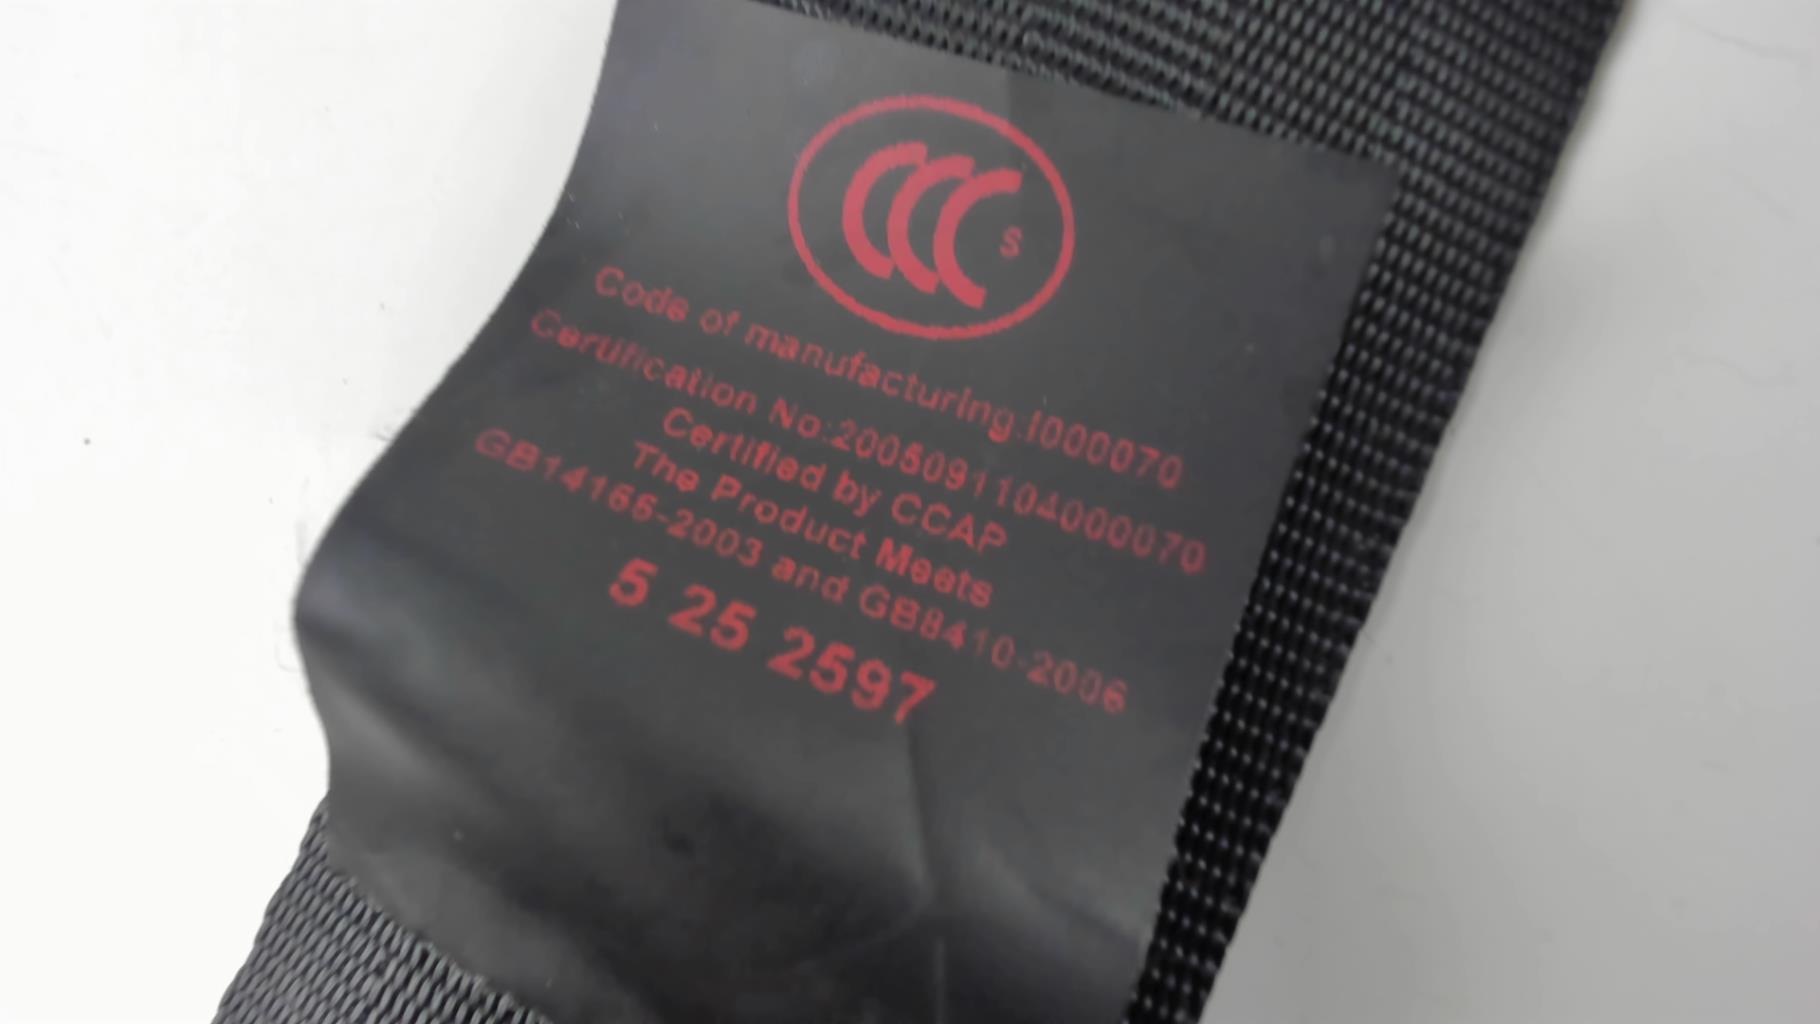 CCC S
Code of manufacturing:I000070
Certification No:2005091104000070
Certified by CCAP
The Product Meets
GB14166-2003 and GB8410-2006
5 25 2597